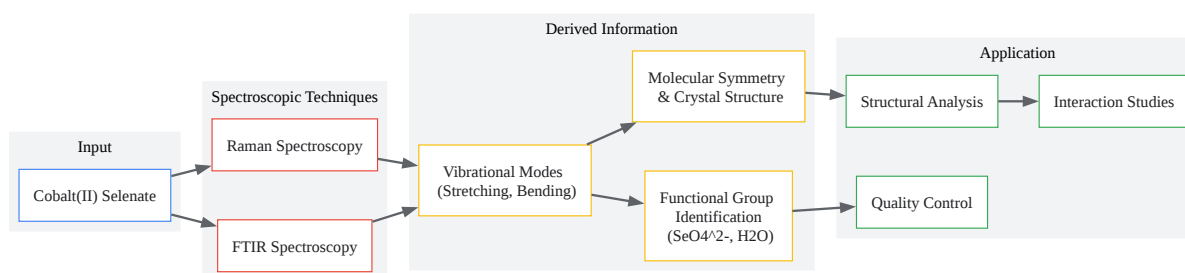 Input
Cobalt(II) Selenate
Spectroscopic Techniques
Raman Spectroscopy
FTIR Spectroscopy
Derived Information
Vibrational Modes
(Stretching, Bending)
Molecular Symmetry
& Crystal Structure
Functional Group
Identification
(SeO4^2-, H2O)
Application
Structural Analysis
Interaction Studies
Quality Control